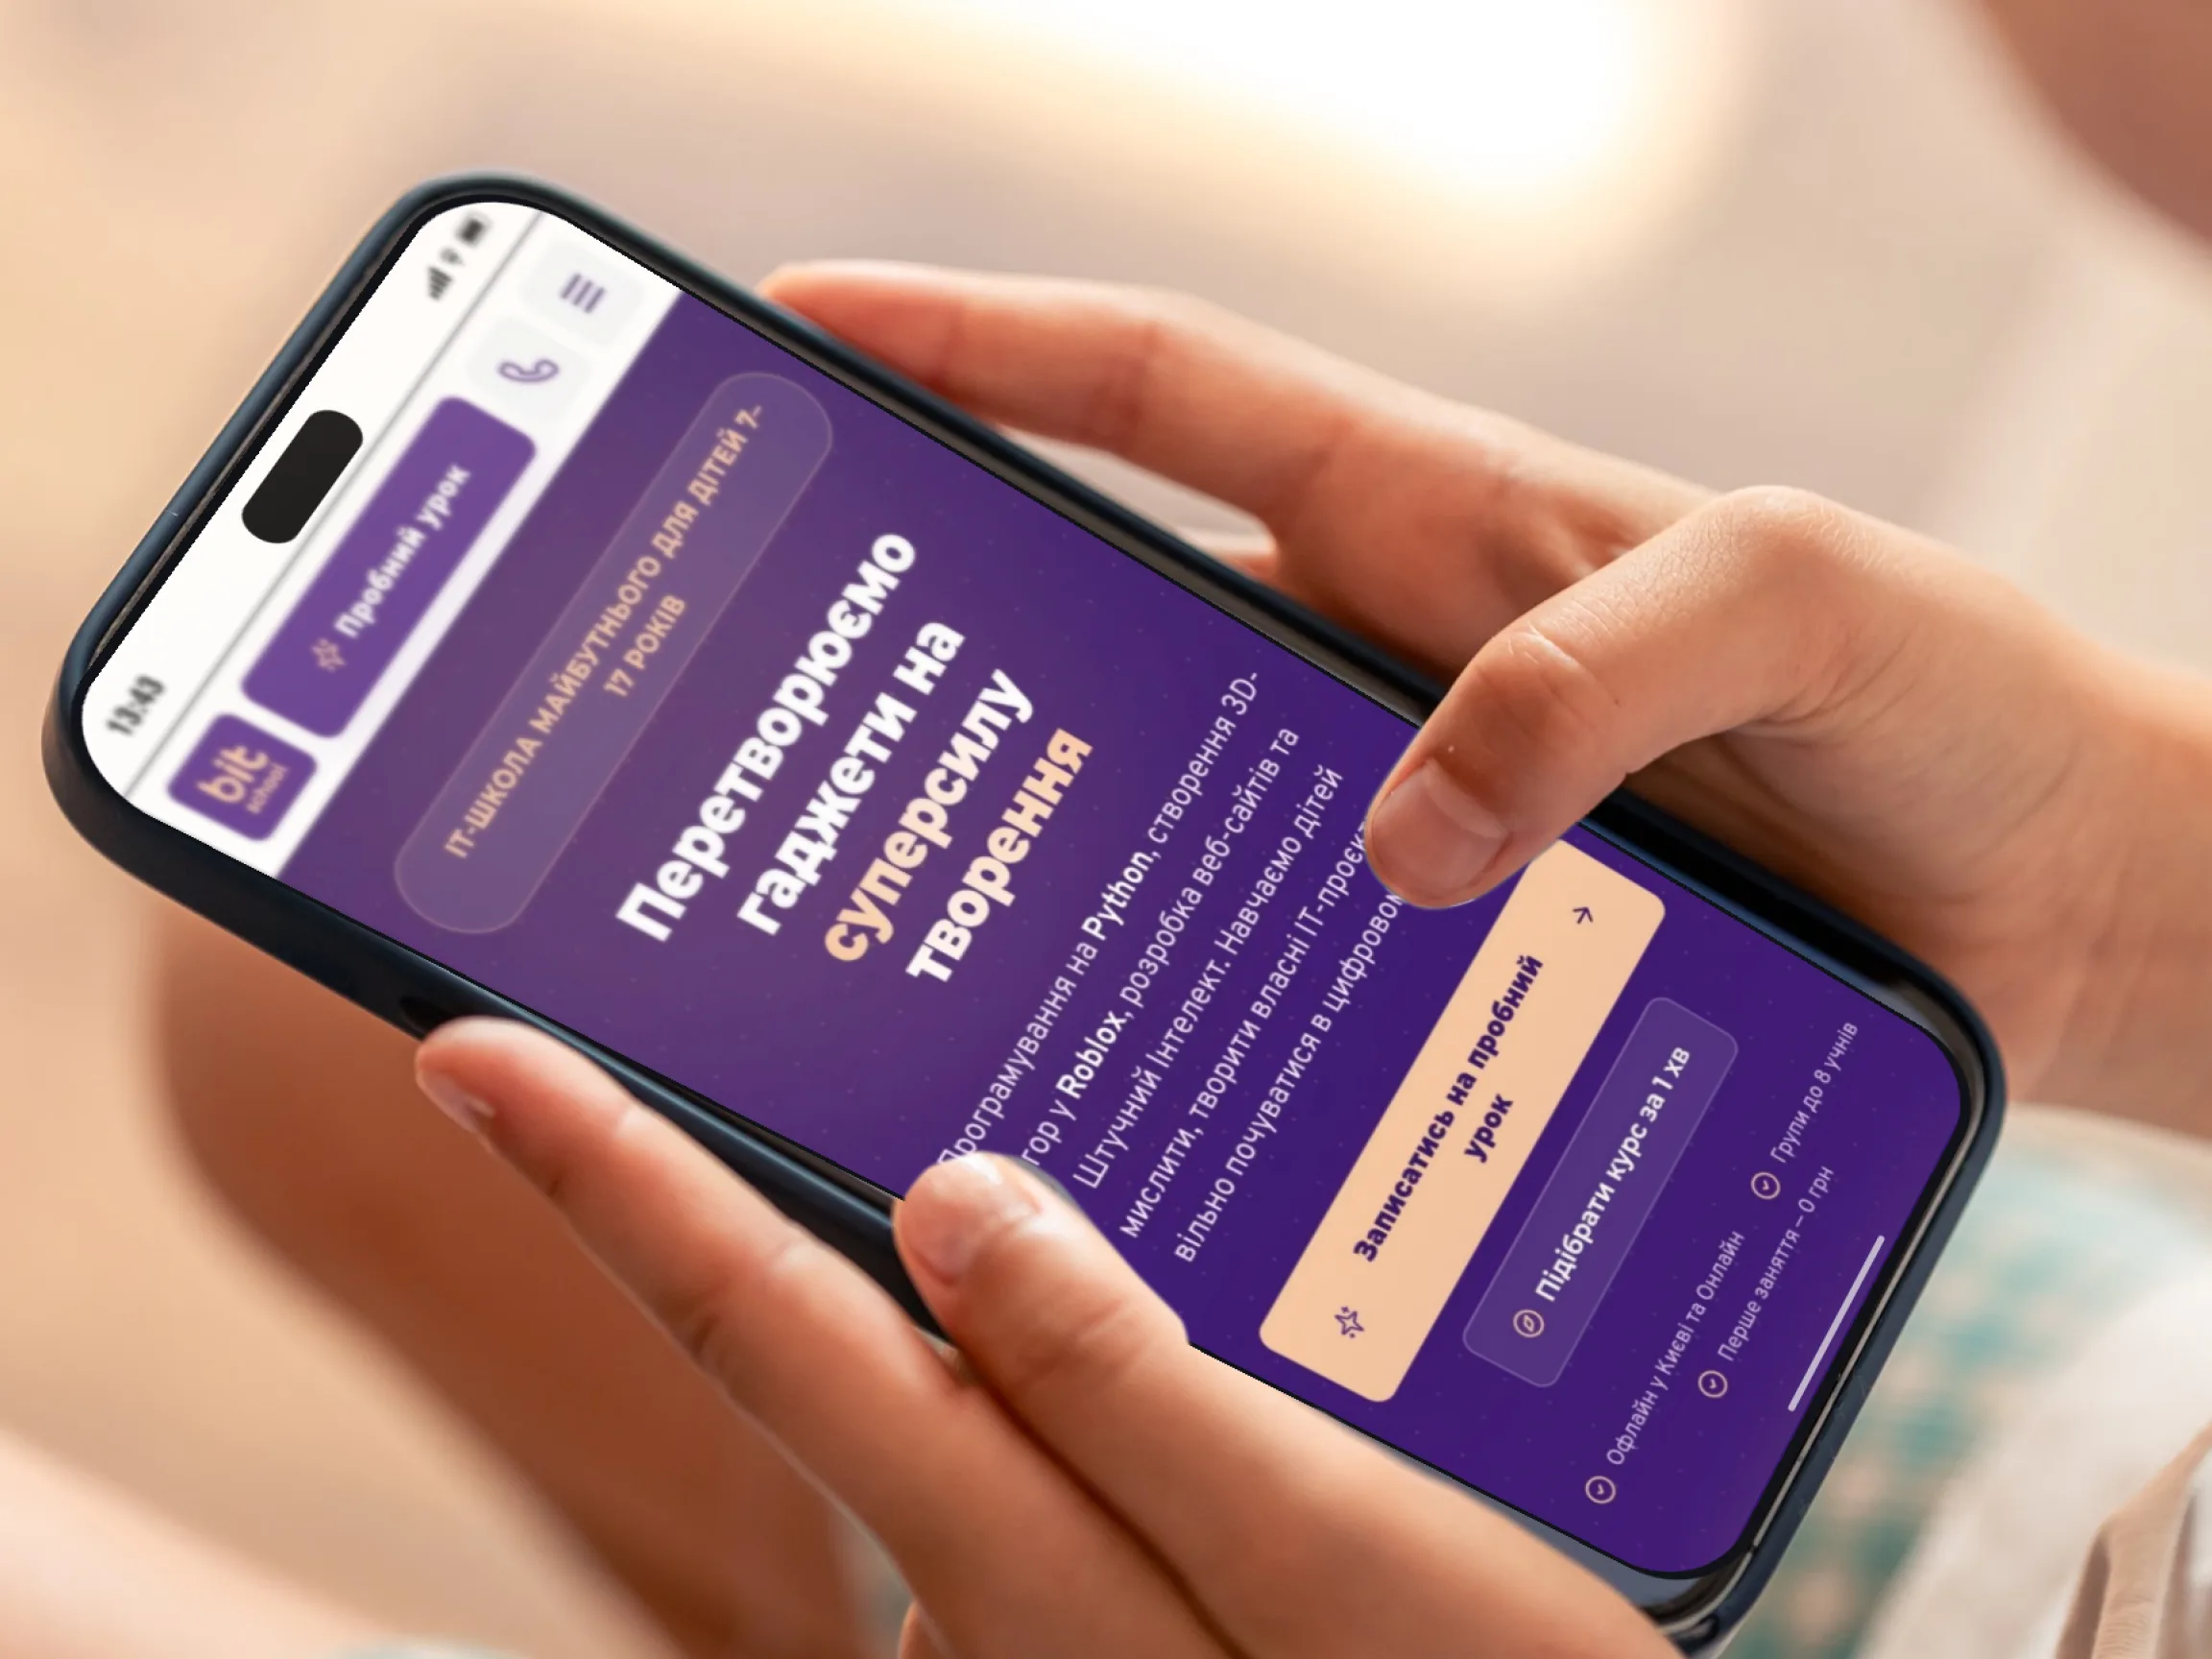 13:43
bit
school
Пробний урок
ІТ-ШКОЛА МАЙБУТНЬОГО ДЛЯ ДІТЕЙ 7-
17 РОКІВ
Перетворюємо
гаджети на
суперсилу
творення
Програмування на Python, створення 3D-
ігор у Roblox, розробка веб-сайтів та
Штучний Інтелект. Навчаємо дітей
мислити, творити власні ІТ-проєкт
вільно почуватися в цифровом
Записатись на пробний
урок
Підібрати курс за 1 хв
Офлайн у Києві та Онлайн
Групи до 8 учнів
Перше заняття – 0 грн